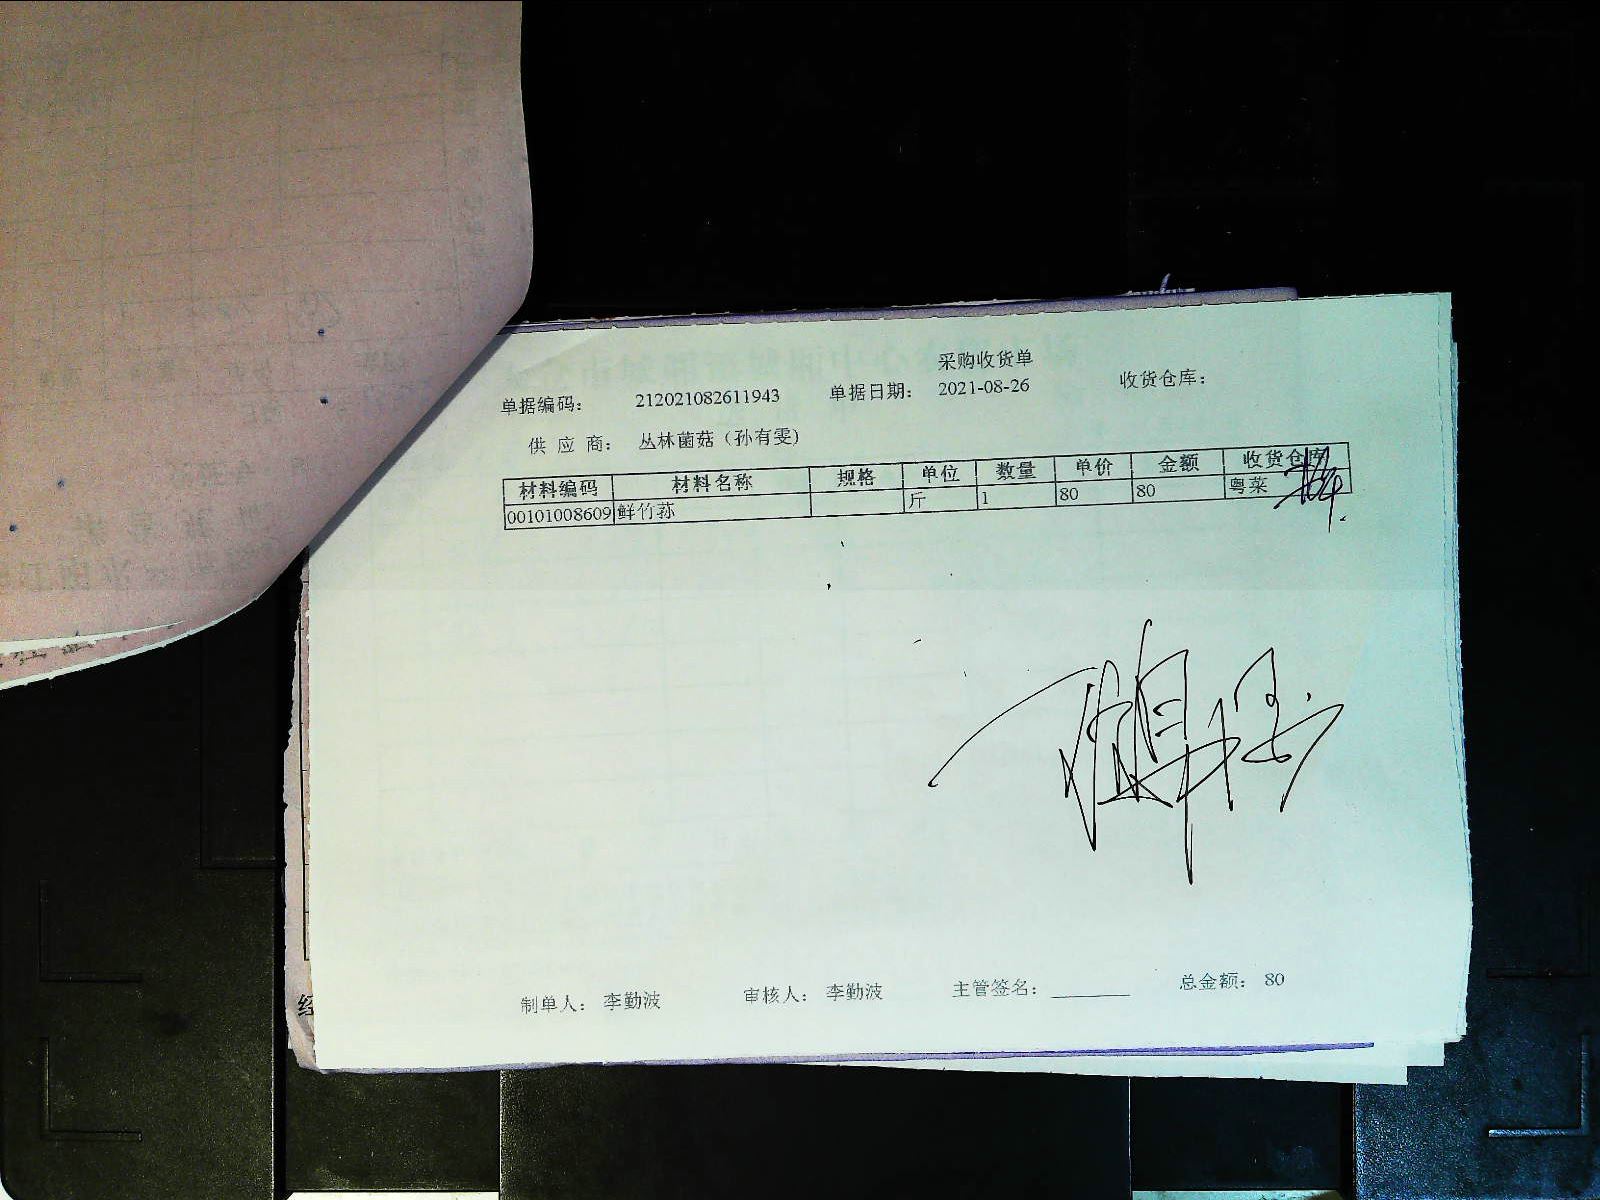 采购收货单
单据编码： 212021082611943 单据日期： 2021-08-26 收货仓库：
供 应 商： 丛林菌菇（孙有雯)
材料编码 材料名称 规格 单位 数量 单价 金额 收货仓库
00101008609 鲜竹荪 斤 1 80 80 粤菜
制单人： 李勤波 审核人： 李勤波 主管签名： 总金额： 80